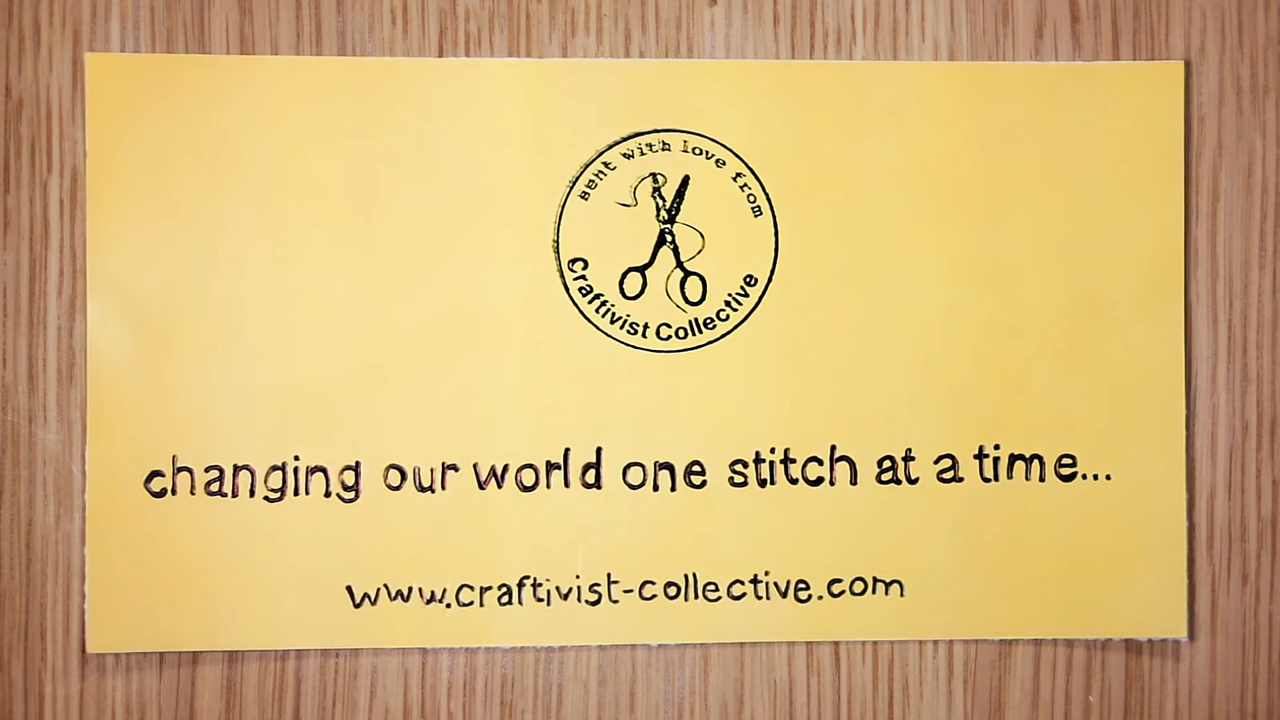 sent with love from
Craftivist Collective
changing our world one stitch at a time...
www.craftivist-collective.com